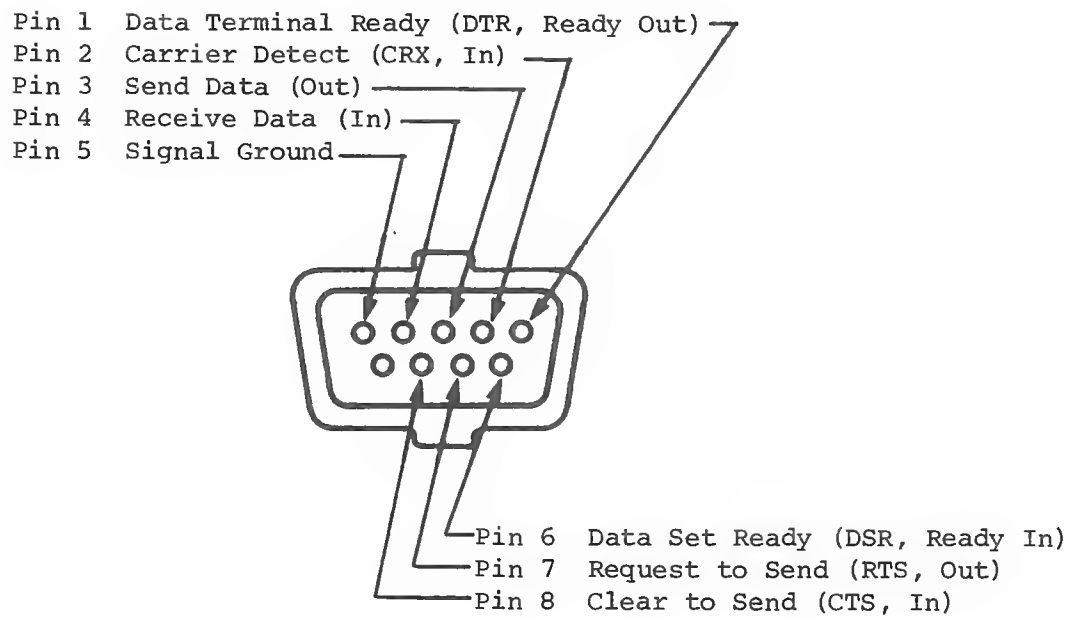 Pin 1 Data Terminal Ready (DTR, Ready Out)
Pin 2 Carrier Detect (CRX, In)
Pin 3 Send Data (Out)
Pin 4 Receive Data (In)
Pin 5 Signal Ground
Pin 6 Data Set Ready (DSR, Ready In)
Pin 7 Request to Send (RTS, Out)
Pin 8 Clear to Send (CTS, In)